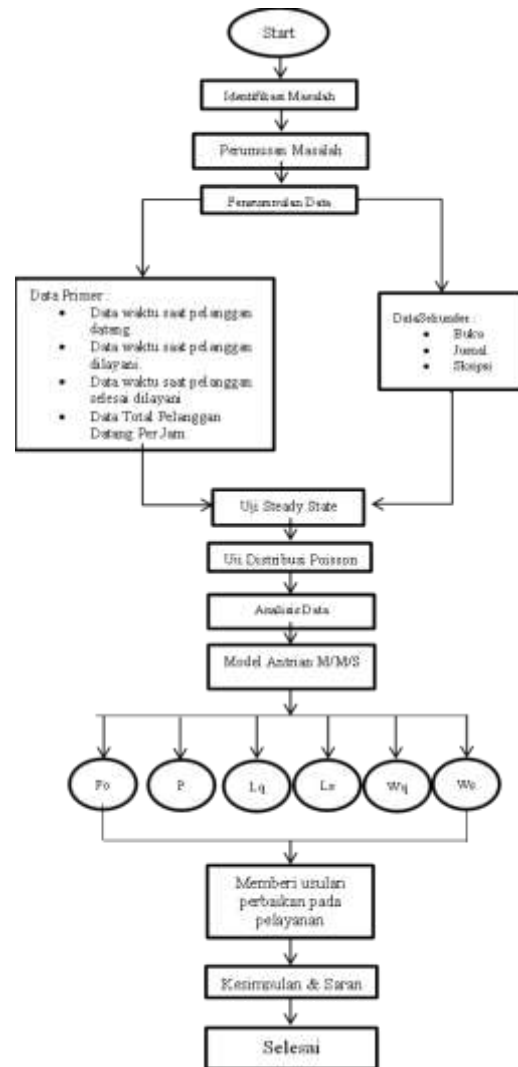 Start
Identifikasi Masalah
Perumusan Masalah
Pengumpulan Data
Data Primer :
• Data waktu saat pelanggan
datang
• Data waktu saat pelanggan
dilayani
• Data waktu saat pelanggan
selesai dilayani
• Data Total Pelanggan
Datang Per Jam
DataSekunder :
• Buku
• Jurnal
• Skripsi
Uji Steady State
Uji Distribusi Poisson
Analisis Data
Model Antrian M/M/S
Po
P
Lq
Ls
Wq
Ws
Memberi usulan
perbaikan pada
pelayanan
Kesimpulan & Saran
Selesai